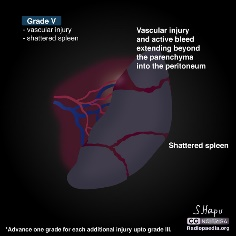 Grade V
- vascular injury
- shattered spleen
Vascular injury
and active bleed
extending beyond
the parenchyma
into the peritoneum
Shattered spleen
S.Hapu
CC
Radiopaedia.org
*Advance one grade for each additional injury upto grade III.